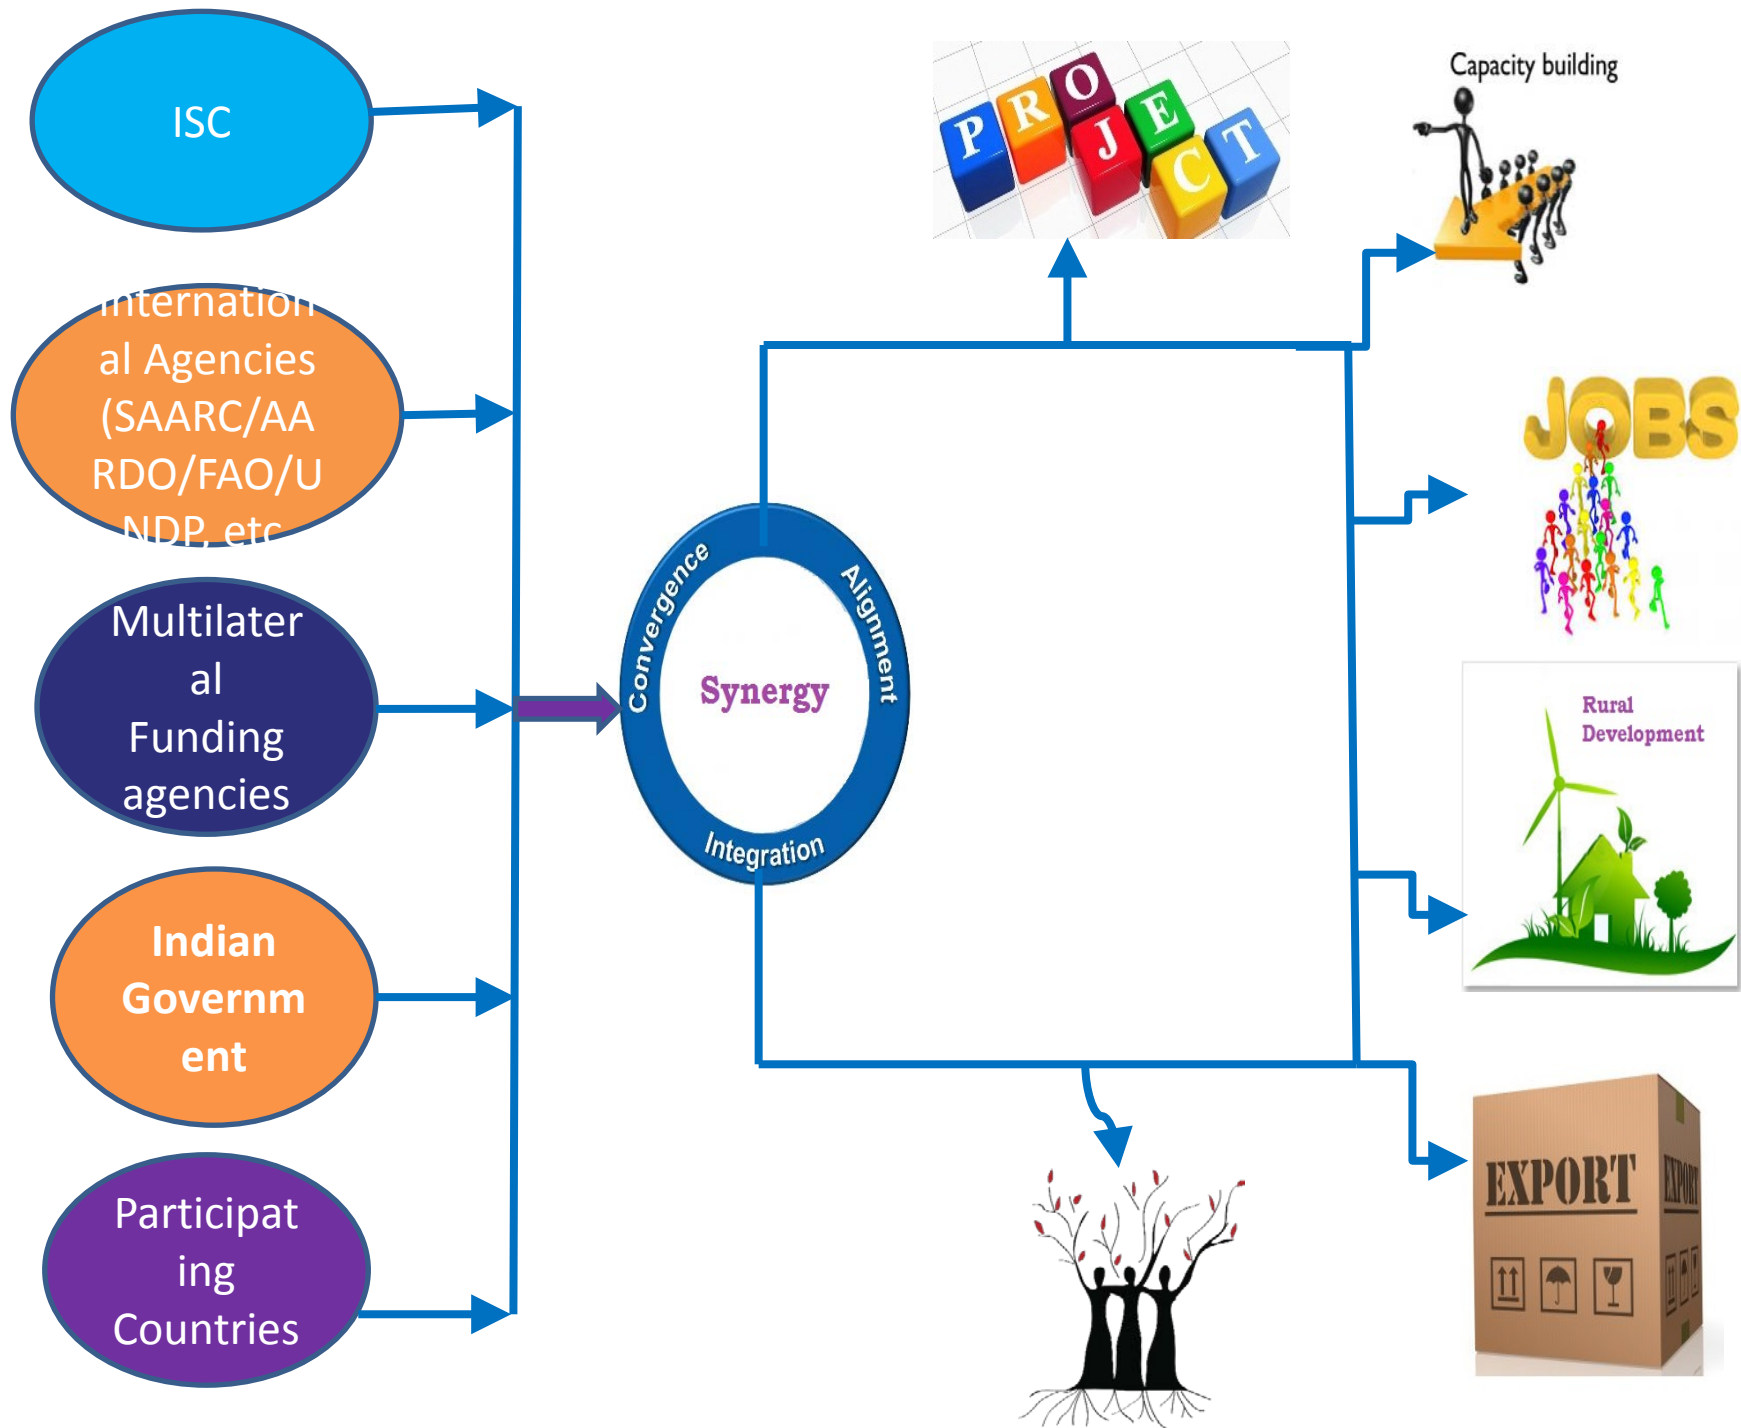 ISC
Internation
al Agencies
(SAARC/AA
RDO/FAO/U
NDP, etc
Multilater
al
Funding
agencies
Indian
Governm
ent
Participat
ing
Countries
Convergence
Alignment
Synergy
Integration
PROJECT
Capacity building
JOBS
Rural
Development
EXPORT
EXPORT